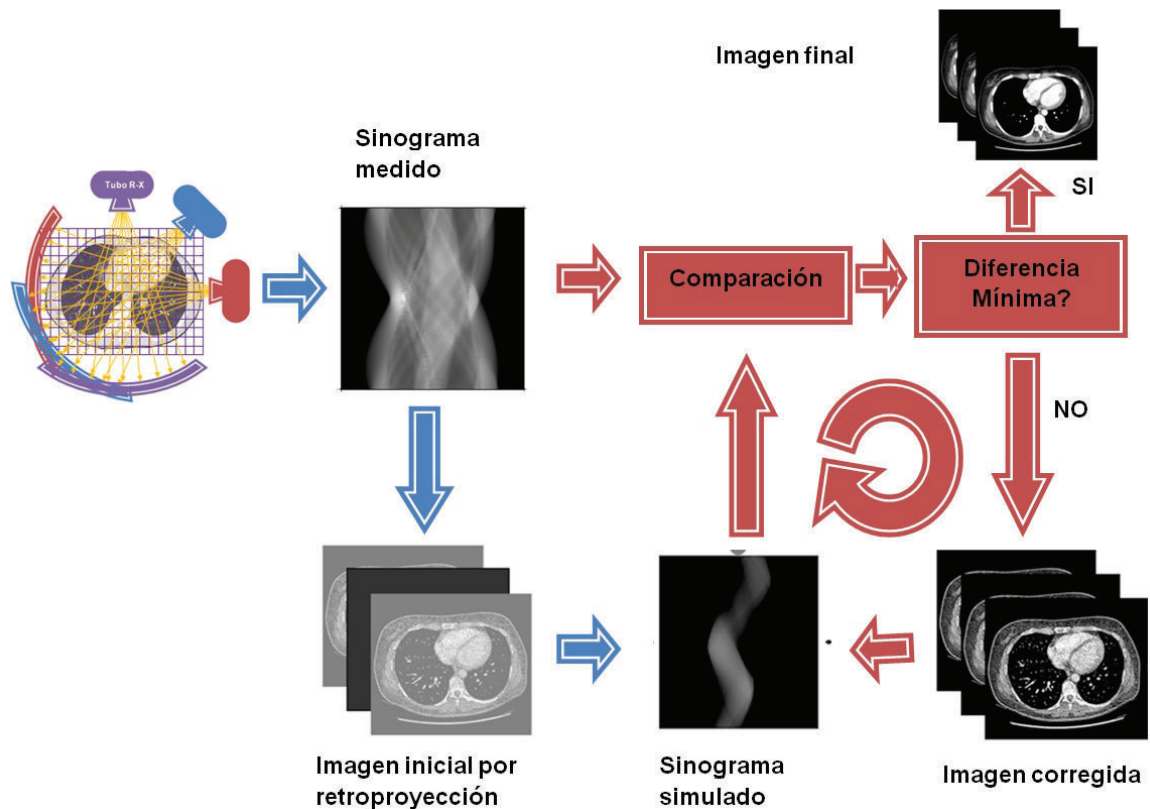 Imagen final
Sinograma
medido
Tubo R-X
SI
Comparación
Diferencia
Mínima?
NO
Imagen inicial por
retroproyección
Sinograma
simulado
Imagen corregida